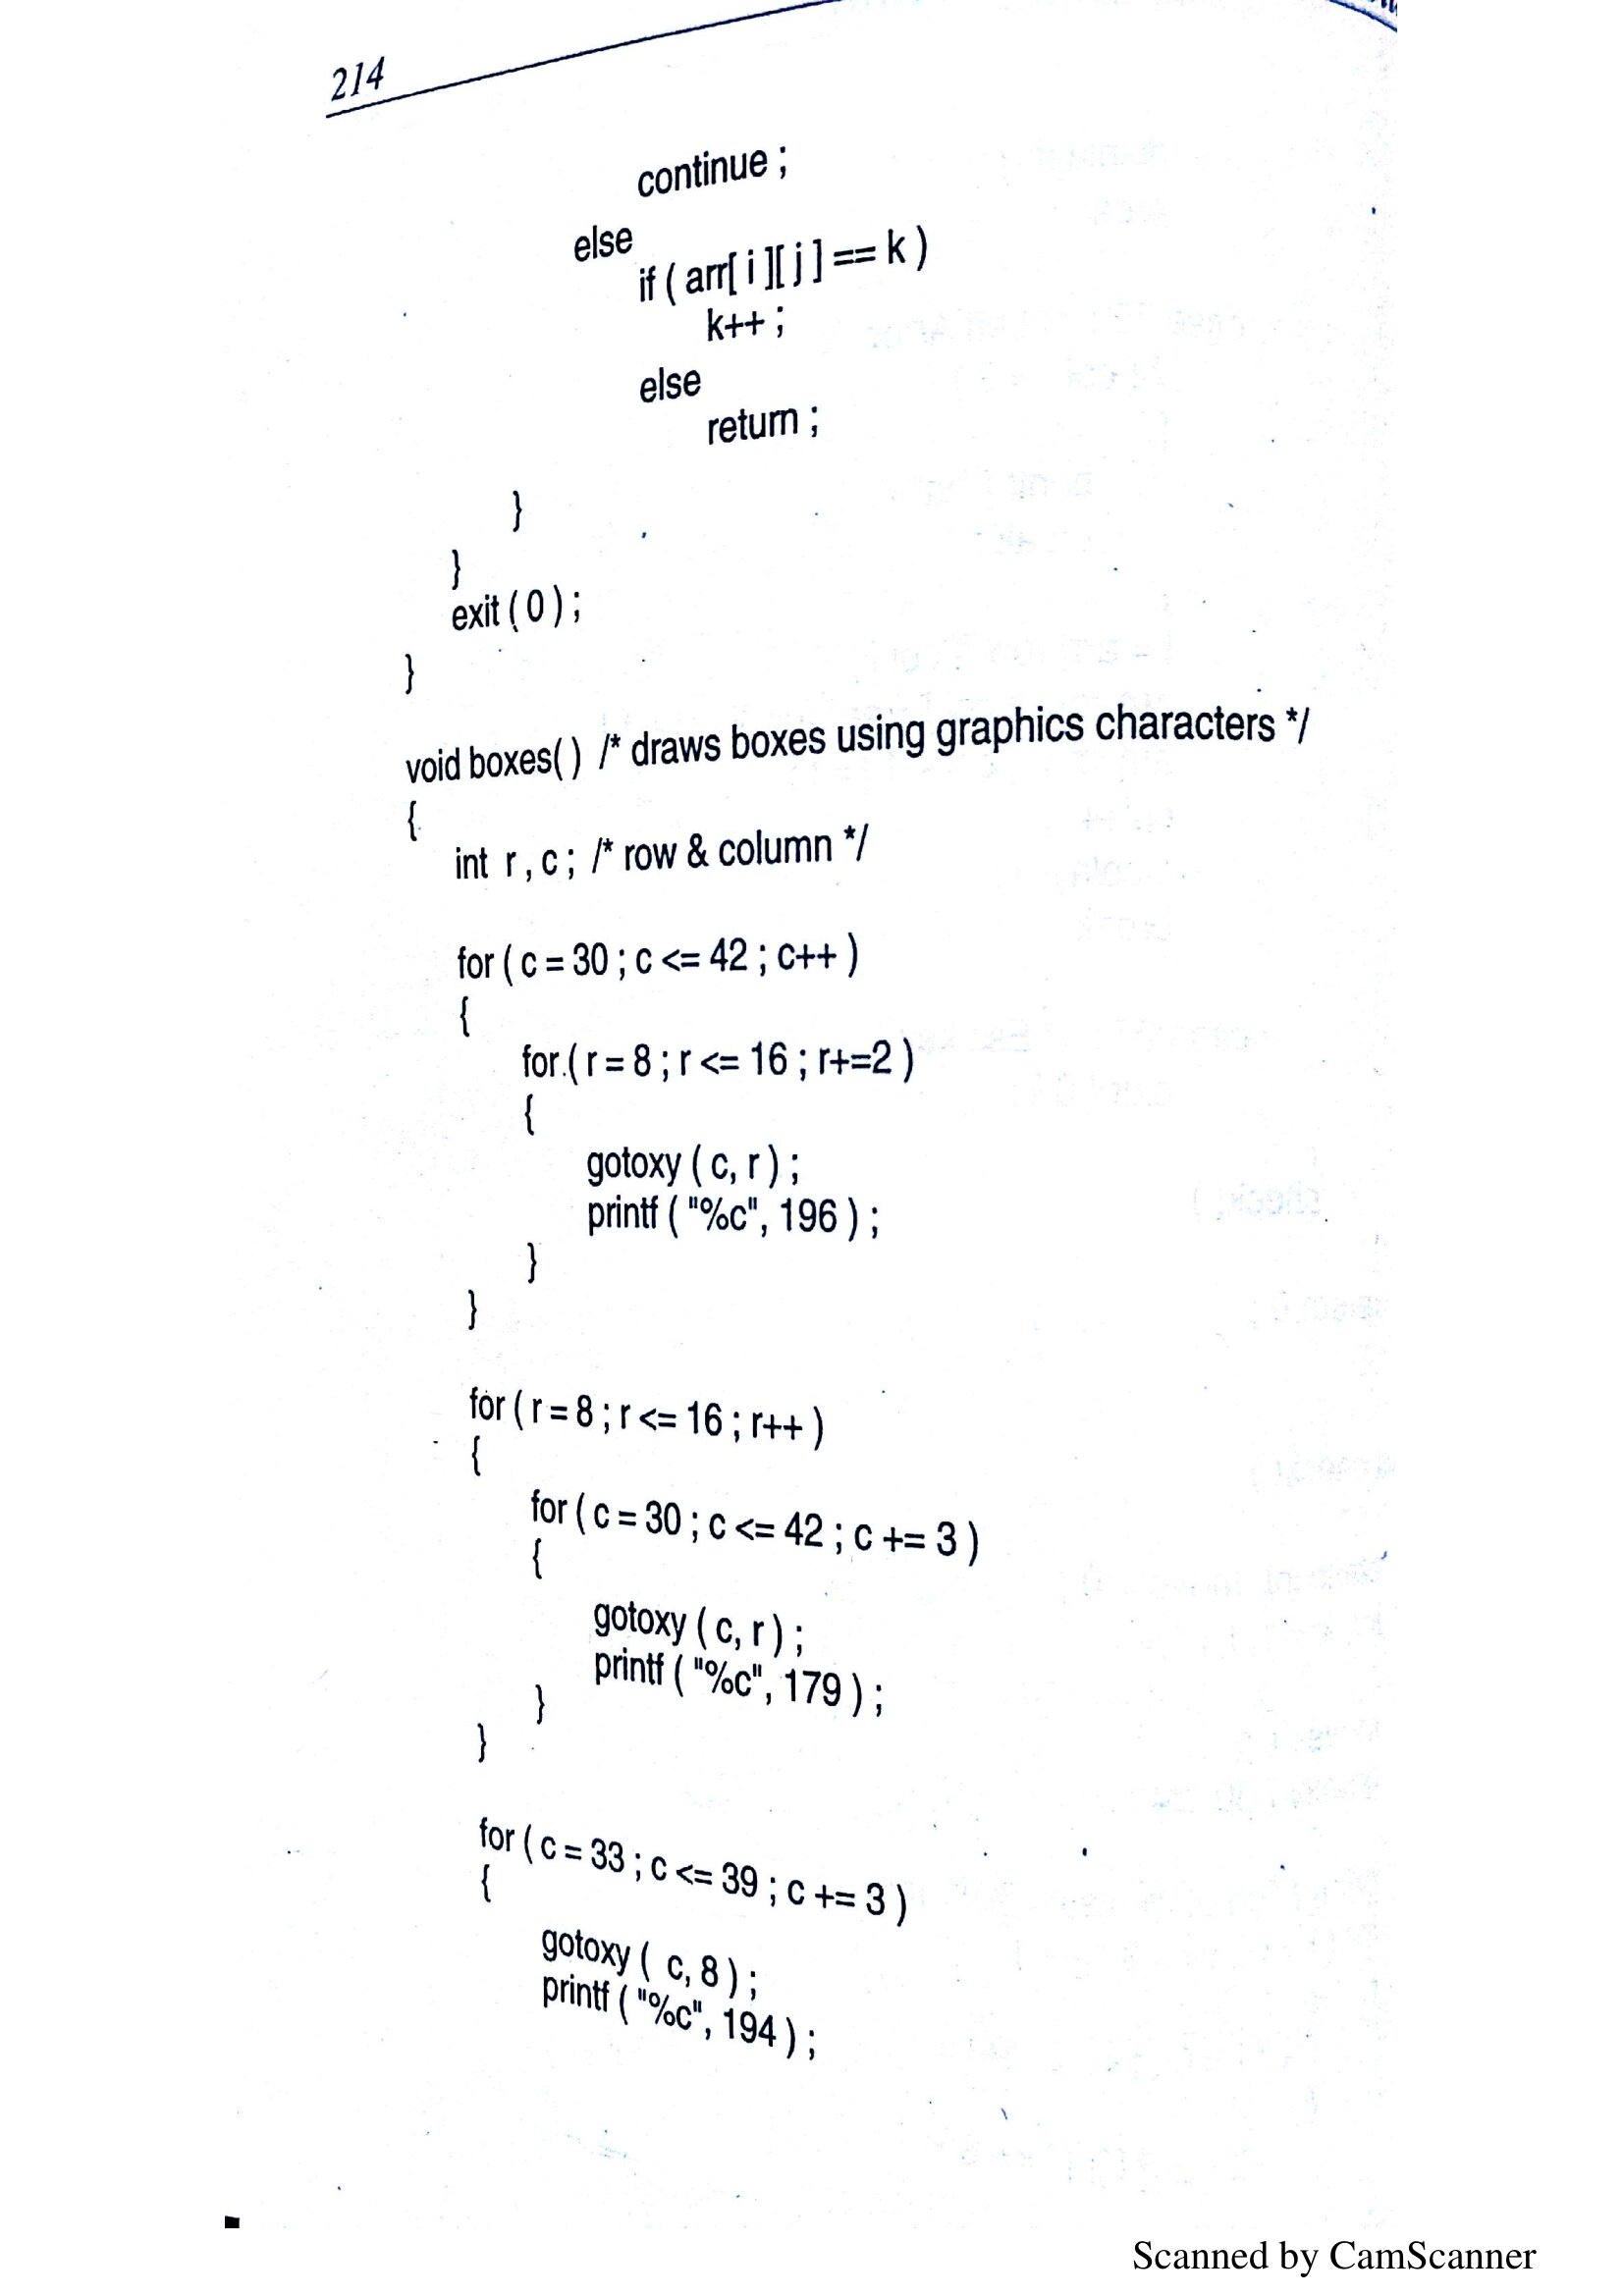 214
continue ;
else
if ( arr[ i ][ j ] == k )
k++ ;
else
return ;
}
}
exit ( 0 ) ;
}
void boxes( ) /* draws boxes using graphics characters */
{
int r , c ; /* row & column */
for ( c = 30 ; c <= 42 ; c++ )
{
for ( r = 8 ; r <= 16 ; r+=2 )
{
gotoxy ( c, r ) ;
printf ( "%c", 196 ) ;
}
}
for ( r = 8 ; r <= 16 ; r++ )
{
for ( c = 30 ; c <= 42 ; c += 3 )
{
gotoxy ( c, r ) ;
printf ( "%c", 179 ) ;
}
}
for ( c = 33 ; c <= 39 ; c += 3 )
{
gotoxy ( c, 8 ) ;
printf ( "%c", 194 ) ;
Scanned by CamScanner